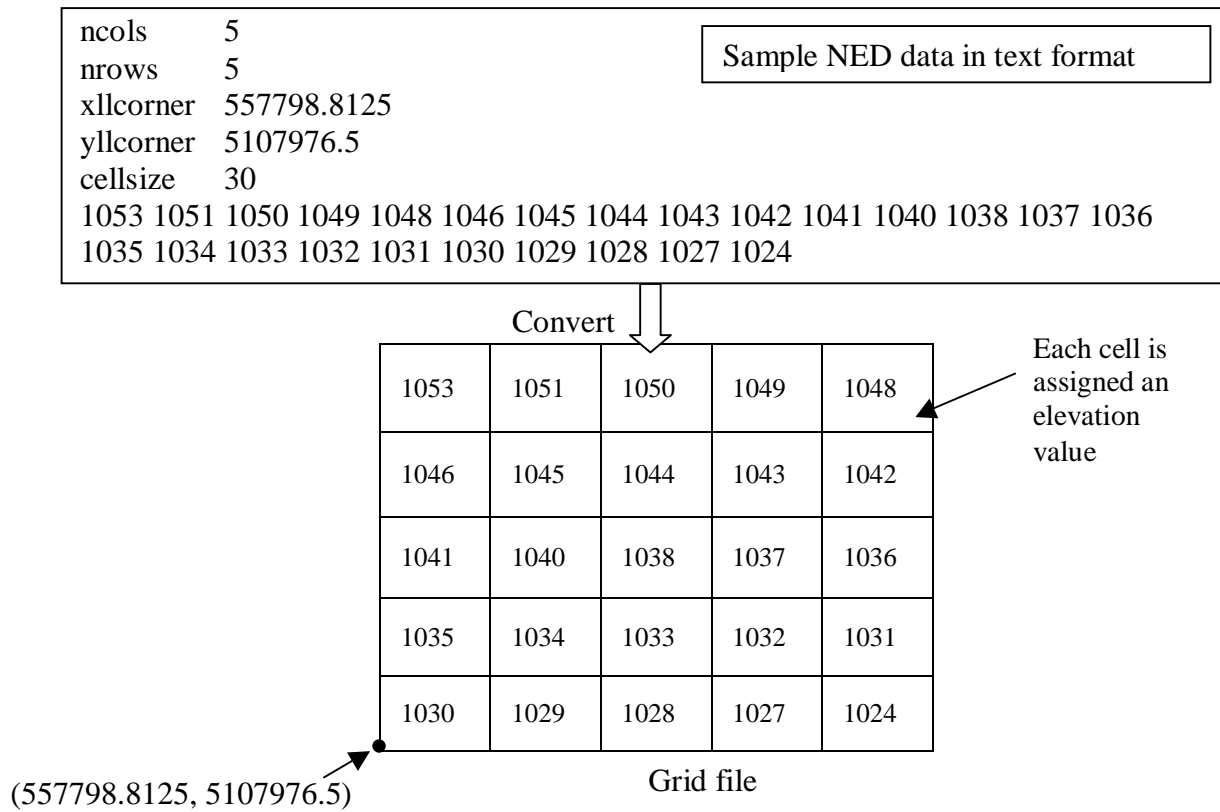 ncols 5
nrows 5
xllcorner 557798.8125
yllcorner 5107976.5
cellsize 30
1053 1051 1050 1049 1048 1046 1045 1044 1043 1042 1041 1040 1038 1037 1036
1035 1034 1033 1032 1031 1030 1029 1028 1027 1024
Sample NED data in text format
Convert
1053 1051 1050 1049 1048
1046 1045 1044 1043 1042
1041 1040 1038 1037 1036
1035 1034 1033 1032 1031
1030 1029 1028 1027 1024
Each cell is
assigned an
elevation
value
(557798.8125, 5107976.5)
Grid file